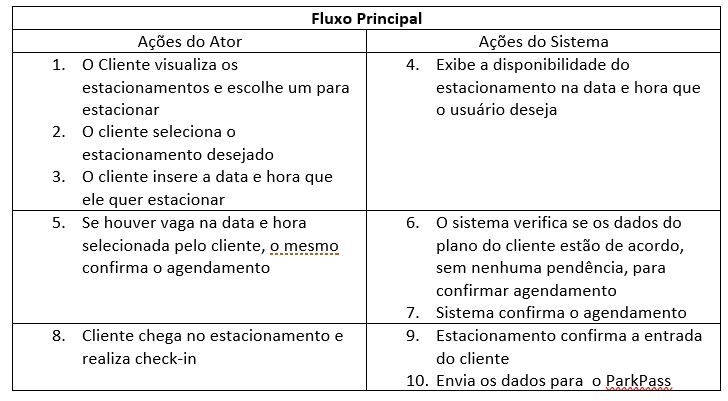 Fluxo Principal
Ações do Ator
Ações do Sistema
1. O Cliente visualiza os
estacionamentos e escolhe um para
estacionar
2. O cliente seleciona o
estacionamento desejado
3. O cliente insere a data e hora que
ele quer estacionar
4. Exibe a disponibilidade do
estacionamento na data e hora que
o usuário deseja
5. Se houver vaga na data e hora
selecionada pelo cliente, o mesmo
confirma o agendamento
6. O sistema verifica se os dados do
plano do cliente estão de acordo,
sem nenhuma pendência, para
confirmar agendamento
7. Sistema confirma o agendamento
8. Cliente chega no estacionamento e
realiza check-in
9. Estacionamento confirma a entrada
do cliente
10. Envia os dados para o ParkPass